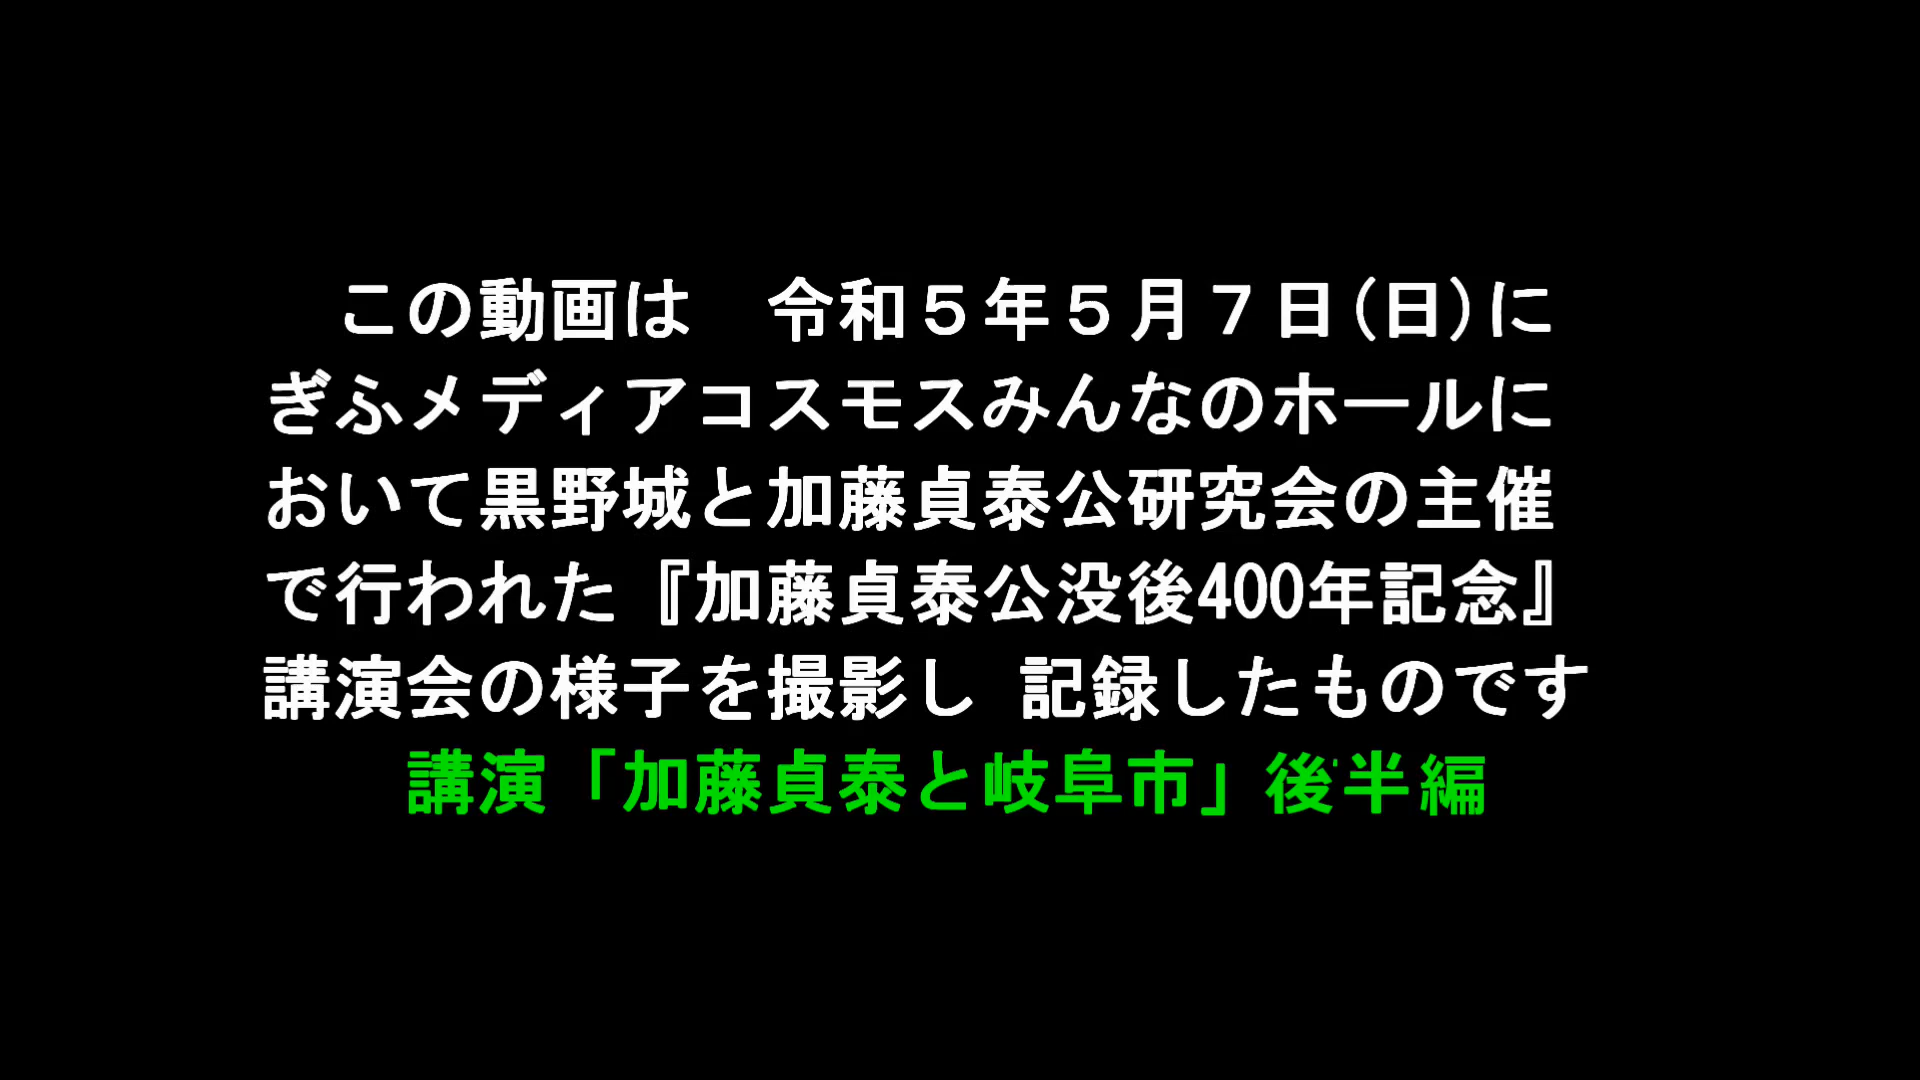 この動画は　令和５年５月７日(日)に
ぎふメディアコスモスみんなのホールに
おいて黒野城と加藤貞泰公研究会の主催
で行われた『加藤貞泰公没後400年記念』
講演会の様子を撮影し 記録したものです
講演「加藤貞泰と岐阜市」後半編